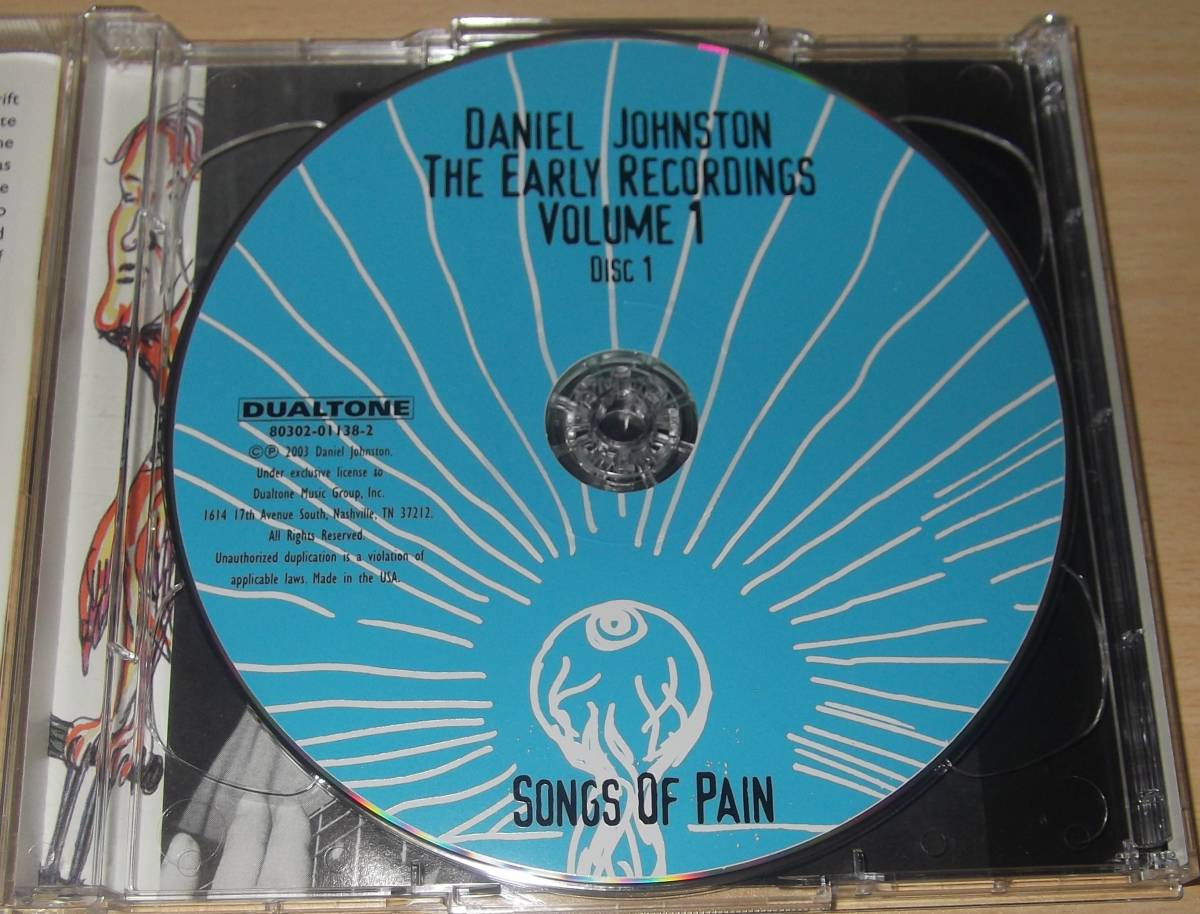 DANIEL JOHNSTON
THE EARLY RECORDINGS
VOLUME 1
DISC 1
DUALTONE
80302-01138-2
©℗ 2003 Daniel Johnston.
Under exclusive license to
Dualtone Music Group, Inc.
1614 17th Avenue South, Nashville, TN 37212.
All Rights Reserved.
Unauthorized duplication is a violation of
applicable laws. Made in the USA.
SONGS OF PAIN